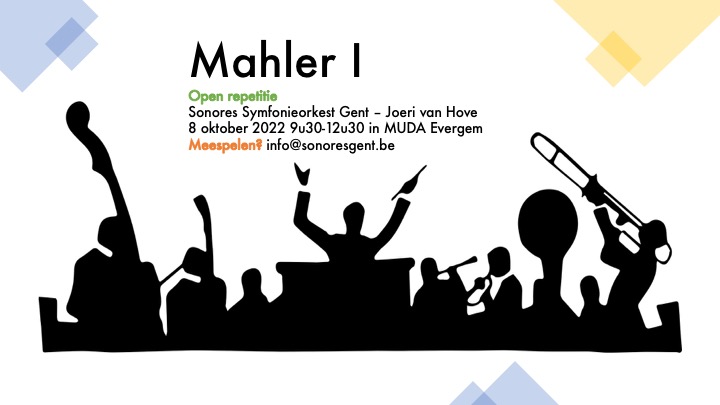 Mahler I
Open repetitie
Sonores Symfonieorkest Gent – Joeri van Hove
8 oktober 2022 9u30-12u30 in MUDA Evergem
Meespelen? info@sonoresgent.be